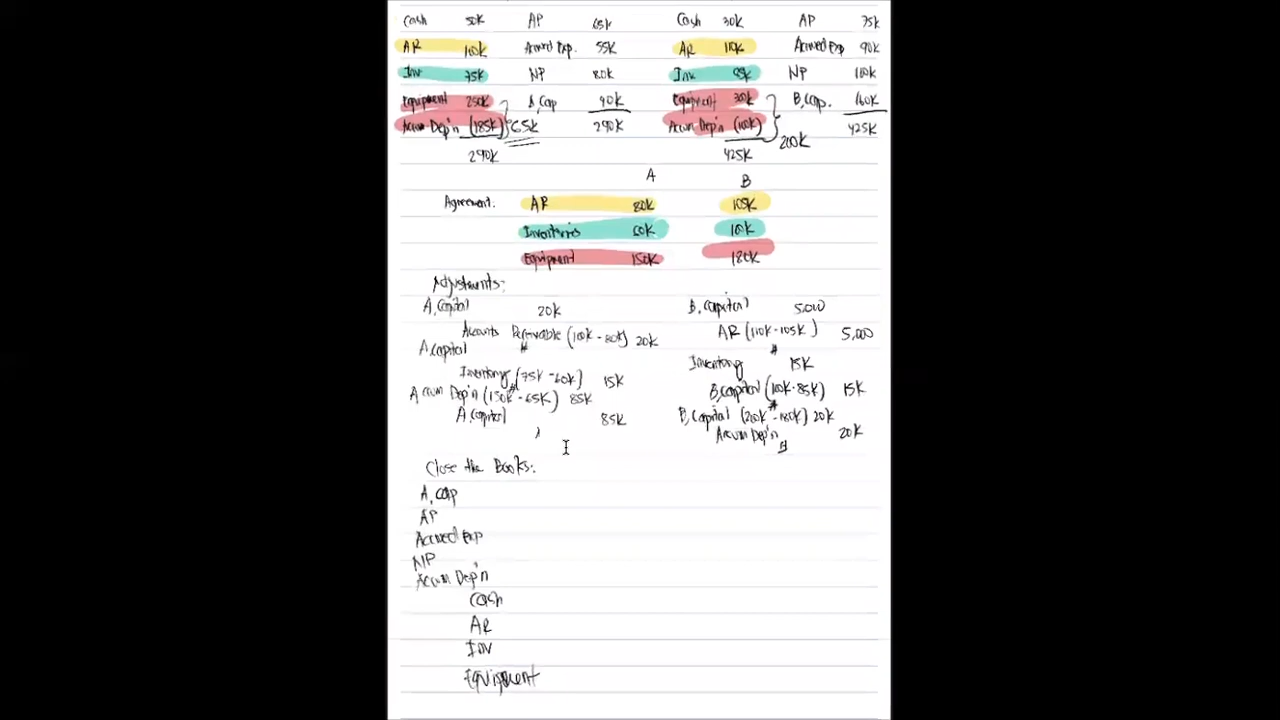 Cash 50K AP 65K Cash 30K AP 75K
AR 100K Accrued Exp. 55K AR 110K Accrued Exp 90K
Inv 75K NP 80K Inv 85K NP 100K
Equipment 250K A, Cap 90K Equipment B, Cap. 160K
Accum Dep'n (185K) 65K 290K Accum Dep'n (100K) 200K 425K
290K 425K
A B
Agreement: AR 80K 105K
Inventories 60K 100K
Equipment 150K 180K
Adjustments:
A, Capital 20K
Accounts Receivable (100K - 80K) 20K
A, Capital
Inventory (75K - 60K) 15K
Accum Dep'n (150K - 65K) 85K
A, Capital 85K
B, Capital 5,000
AR (110K - 105K) 5,000
Inventory 15K
B, Capital (100K - 85K) 15K
B, Capital (200K - 180K) 20K
Accum Dep'n 20K
Close the Books:
A, Cap
AP
Accrued Exp
NP
Accum Dep'n
Cash
AR
Inv
Equipment